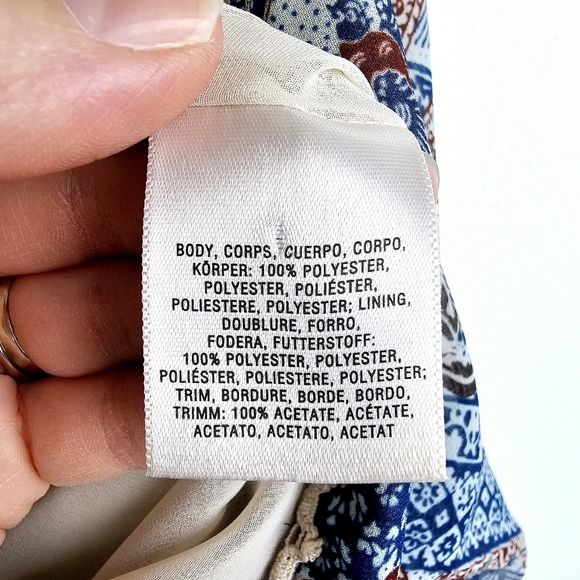 BODY, CORPS, CUERPO, CORPO,
KÖRPER: 100% POLYESTER,
POLYESTER, POLIÉSTER,
POLIESTERE, POLYESTER; LINING,
DOUBLURE, FORRO,
FODERA, FUTTERSTOFF:
100% POLYESTER, POLYESTER,
POLIÉSTER, POLIESTERE, POLYESTER;
TRIM, BORDURE, BORDE, BORDO,
TRIMM: 100% ACETATE, ACÉTATE,
ACETATO, ACETATO, ACETAT